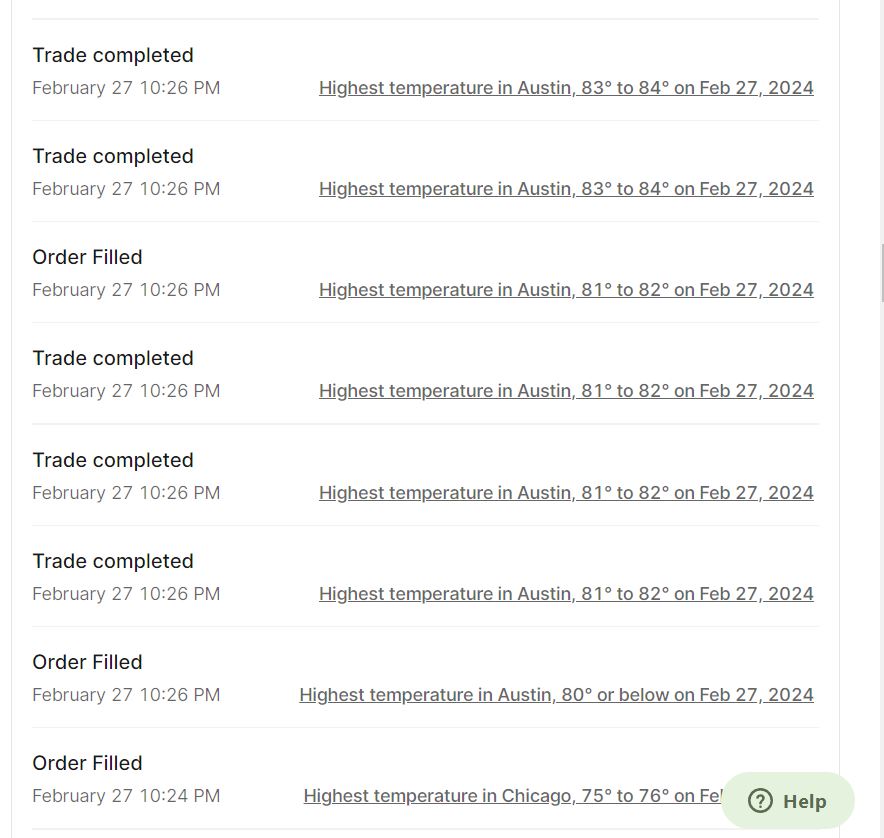 Trade completed
February 27 10:26 PM Highest temperature in Austin, 83° to 84° on Feb 27, 2024
Trade completed
February 27 10:26 PM Highest temperature in Austin, 83° to 84° on Feb 27, 2024
Order Filled
February 27 10:26 PM Highest temperature in Austin, 81° to 82° on Feb 27, 2024
Trade completed
February 27 10:26 PM Highest temperature in Austin, 81° to 82° on Feb 27, 2024
Trade completed
February 27 10:26 PM Highest temperature in Austin, 81° to 82° on Feb 27, 2024
Trade completed
February 27 10:26 PM Highest temperature in Austin, 81° to 82° on Feb 27, 2024
Order Filled
February 27 10:26 PM Highest temperature in Austin, 80° or below on Feb 27, 2024
Order Filled
February 27 10:24 PM Highest temperature in Chicago, 75° to 76° on
Help